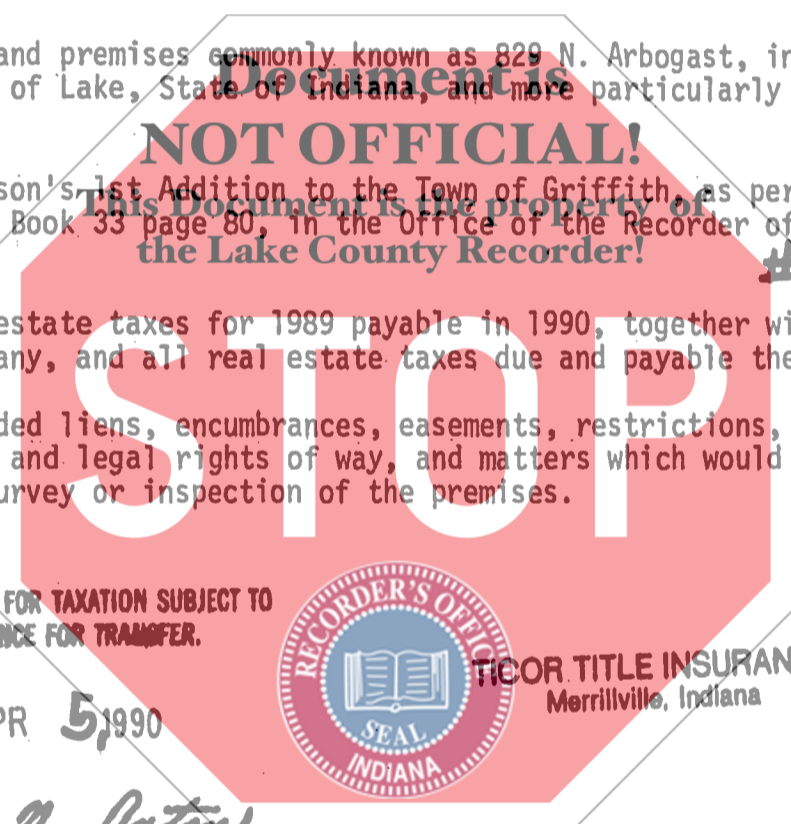 and premises commonly known as 829 N. Arbogast, in
of Lake, State of Indiana, and more particularly
Document is
NOT OFFICIAL!
This Document is the property of
the Lake County Recorder!
son's 1st Addition to the Town of Griffith, as per
Book 33 page 80, in the Office of the Recorder of
estate taxes for 1989 payable in 1990, together wi
any, and all real estate taxes due and payable the
STOP
ded liens, encumbrances, easements, restrictions,
and legal rights of way, and matters which would
urvey or inspection of the premises.
FOR TAXATION SUBJECT TO
NCE FOR TRANSFER.
RECORDER'S OFFICE
SEAL
INDIANA
TICOR TITLE INSURAN
Merrillville, Indiana
PR 5, 1990